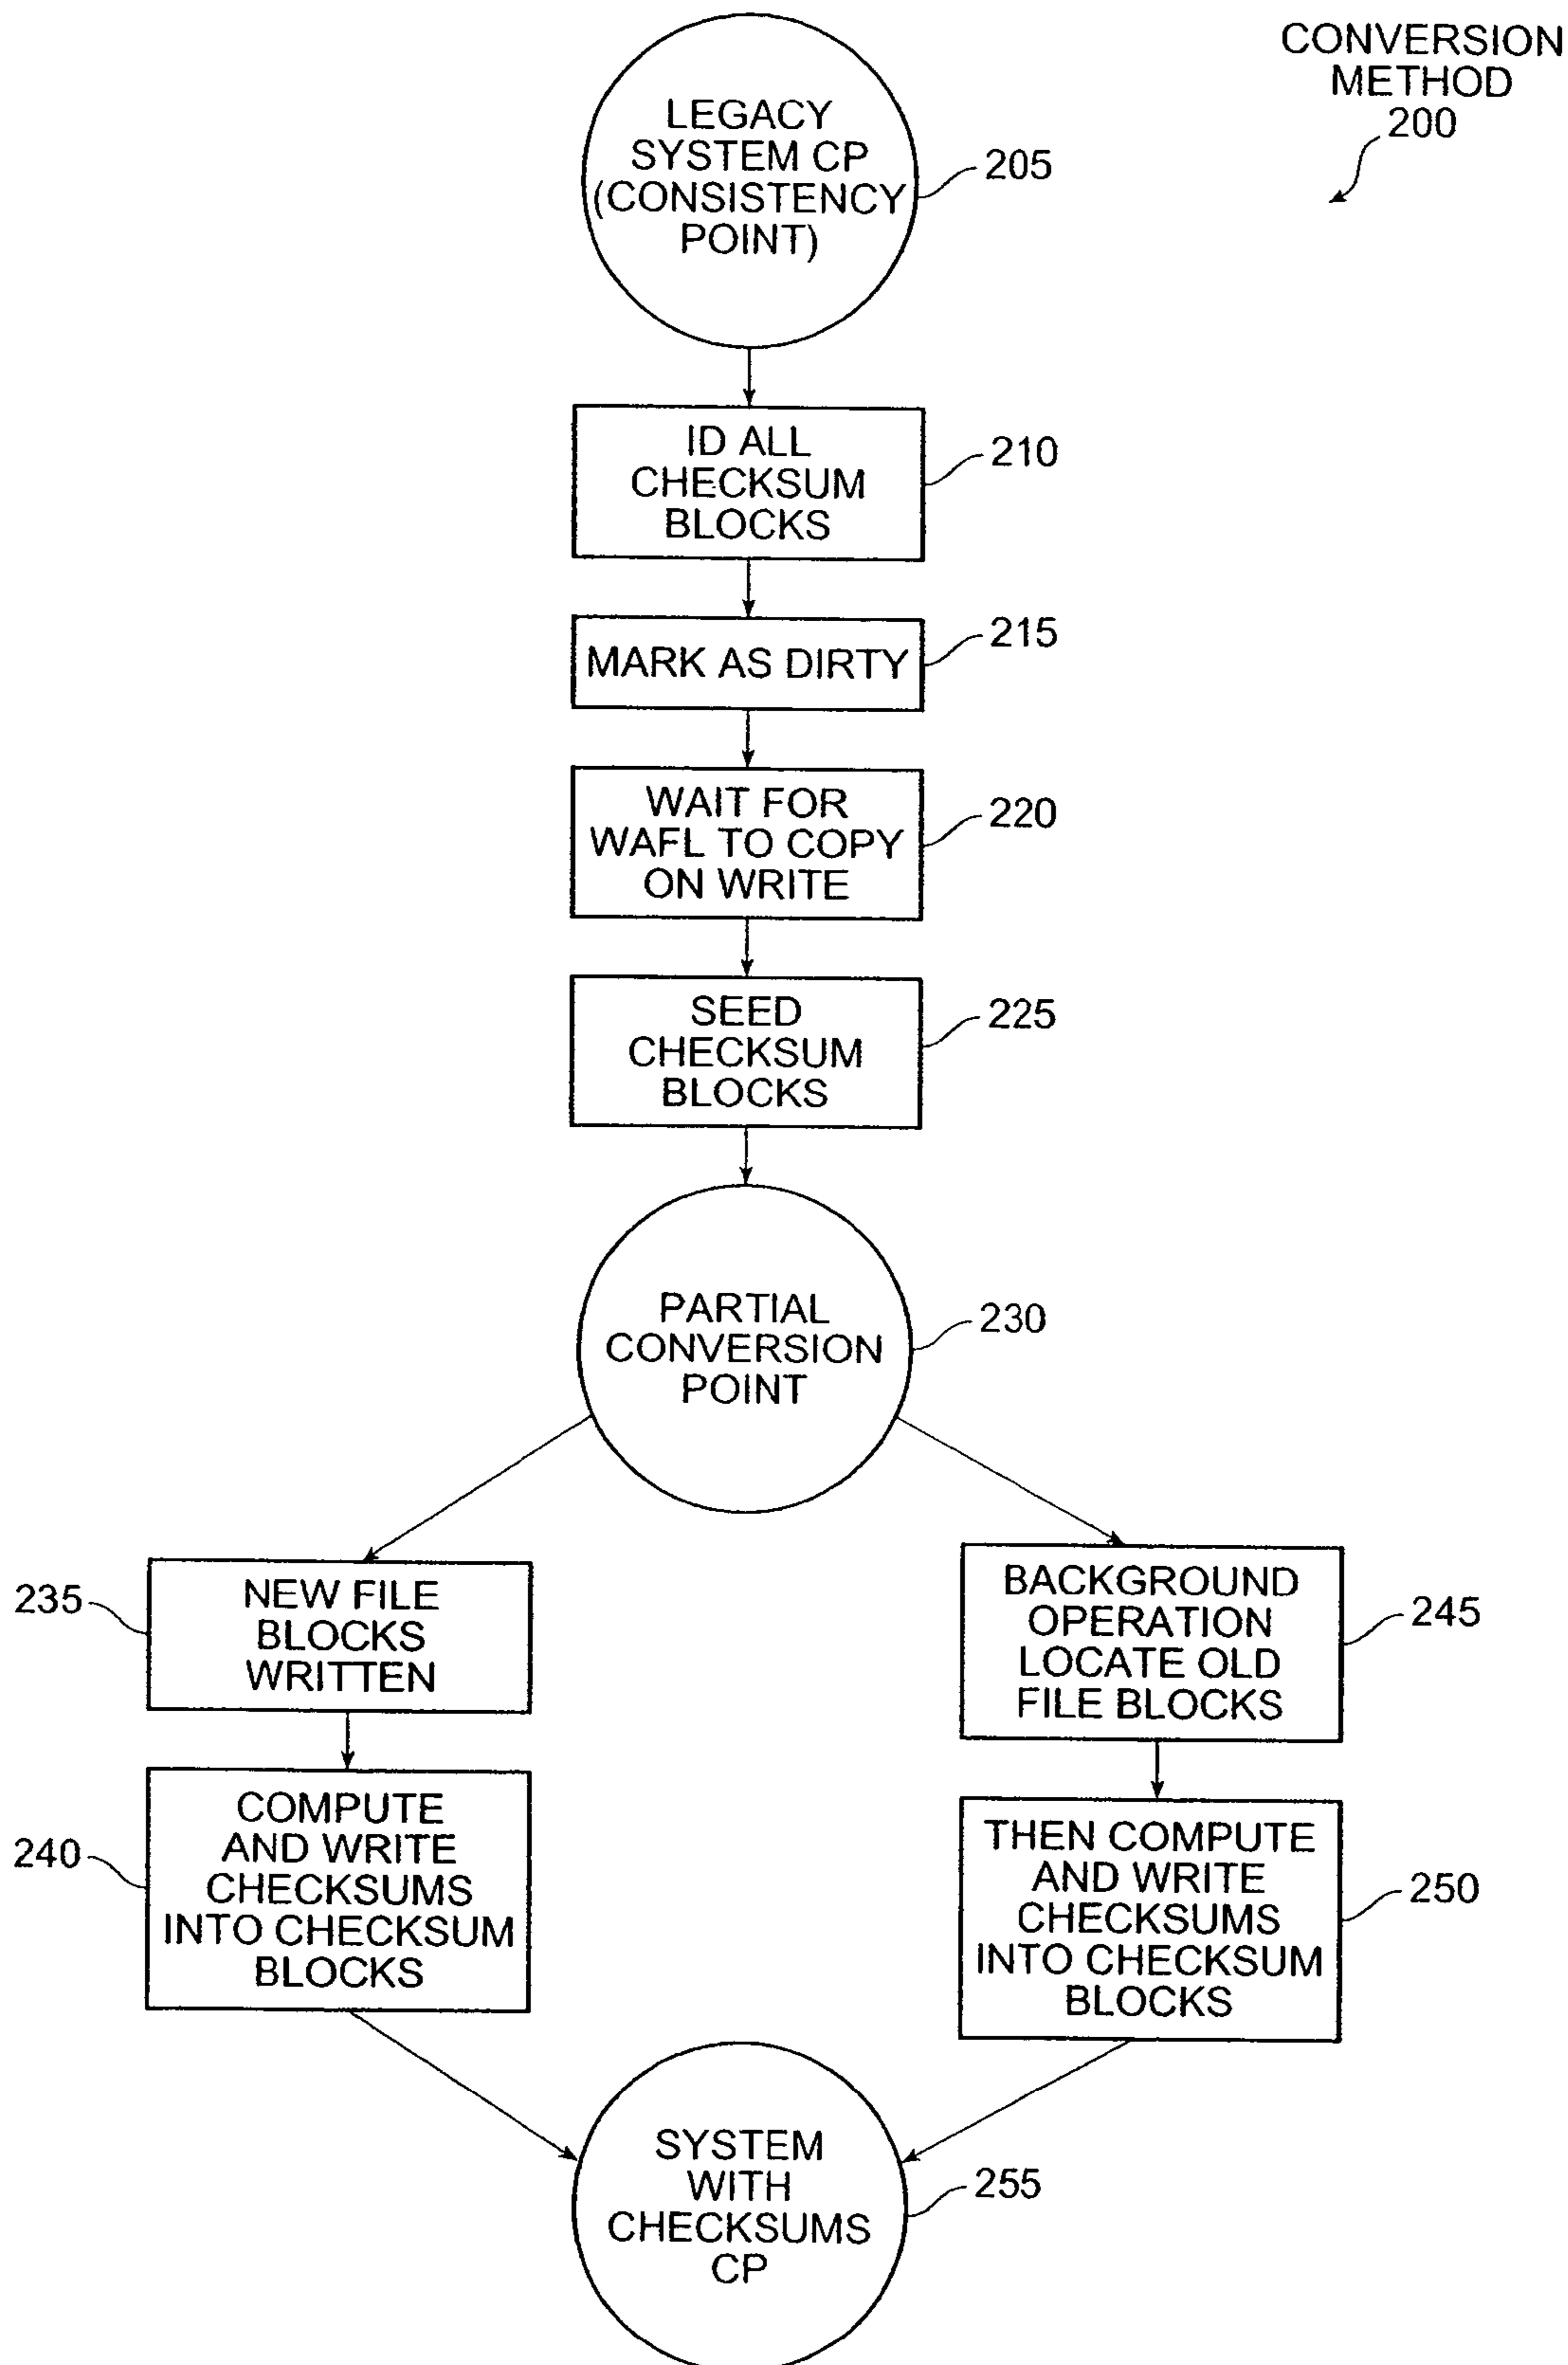 CONVERSION
METHOD
200
LEGACY
SYSTEM CP
(CONSISTENCY
POINT)
205
ID ALL
CHECKSUM
BLOCKS
210
MARK AS DIRTY
215
WAIT FOR
WAFL TO COPY
ON WRITE
220
SEED
CHECKSUM
BLOCKS
225
PARTIAL
CONVERSION
POINT
230
235
NEW FILE
BLOCKS
WRITTEN
BACKGROUND
OPERATION
LOCATE OLD
FILE BLOCKS
245
240
COMPUTE
AND WRITE
CHECKSUMS
INTO CHECKSUM
BLOCKS
THEN COMPUTE
AND WRITE
CHECKSUMS
INTO CHECKSUM
BLOCKS
250
SYSTEM
WITH
CHECKSUMS
CP
255